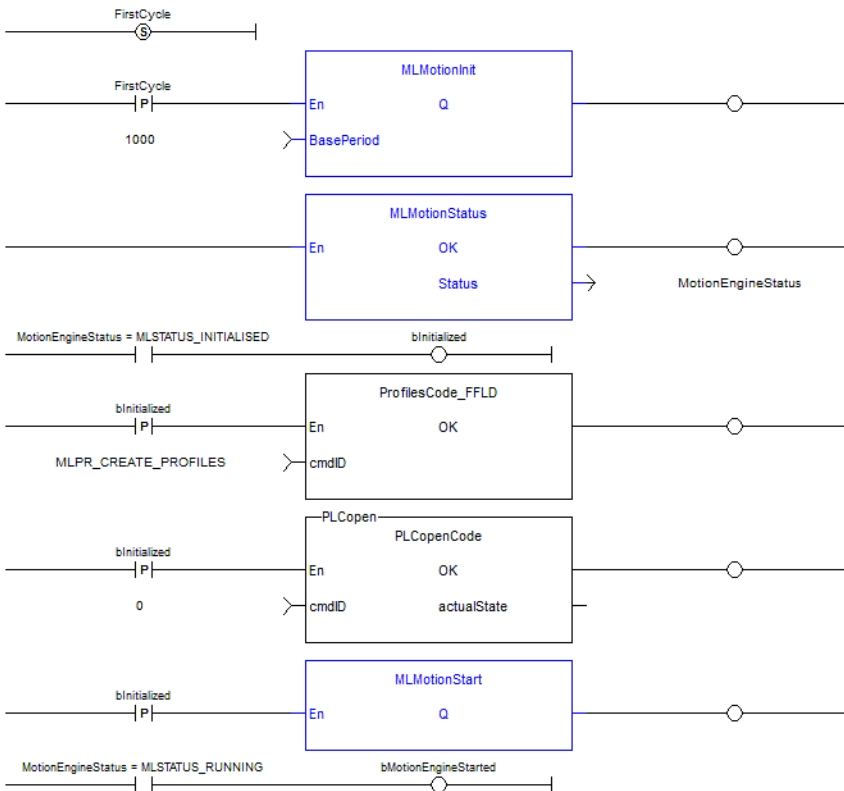 FirstCycle
S
MLMotionInit
FirstCycle
P
En Q
1000
BasePeriod
MLMotionStatus
En OK
Status
MotionEngineStatus
MotionEngineStatus = MLSTATUS_INITIALISED
bInitialized
ProfilesCode_FFLD
bInitialized
P
En OK
MLPR_CREATE_PROFILES
cmdID
PLCopen
PLCopenCode
bInitialized
P
En OK
0
cmdID actualState
MLMotionStart
bInitialized
P
En Q
MotionEngineStatus = MLSTATUS_RUNNING
bMotionEngineStarted